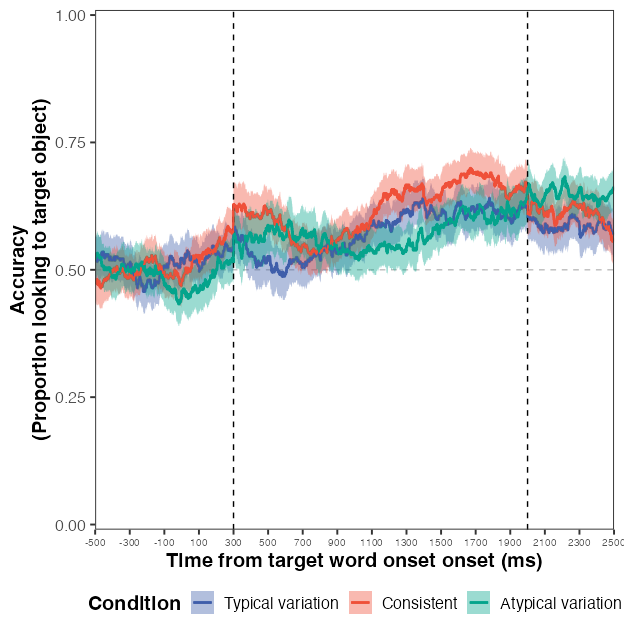 1.00
0.75
0.50
0.25
0.00
Accuracy
(Proportion looking to target object)
-500 -300 -100 100 300 500 700 900 1100 1300 1500 1700 1900 2100 2300 2500
Time from target word onset onset (ms)
Condition Typical variation Consistent Atypical variation